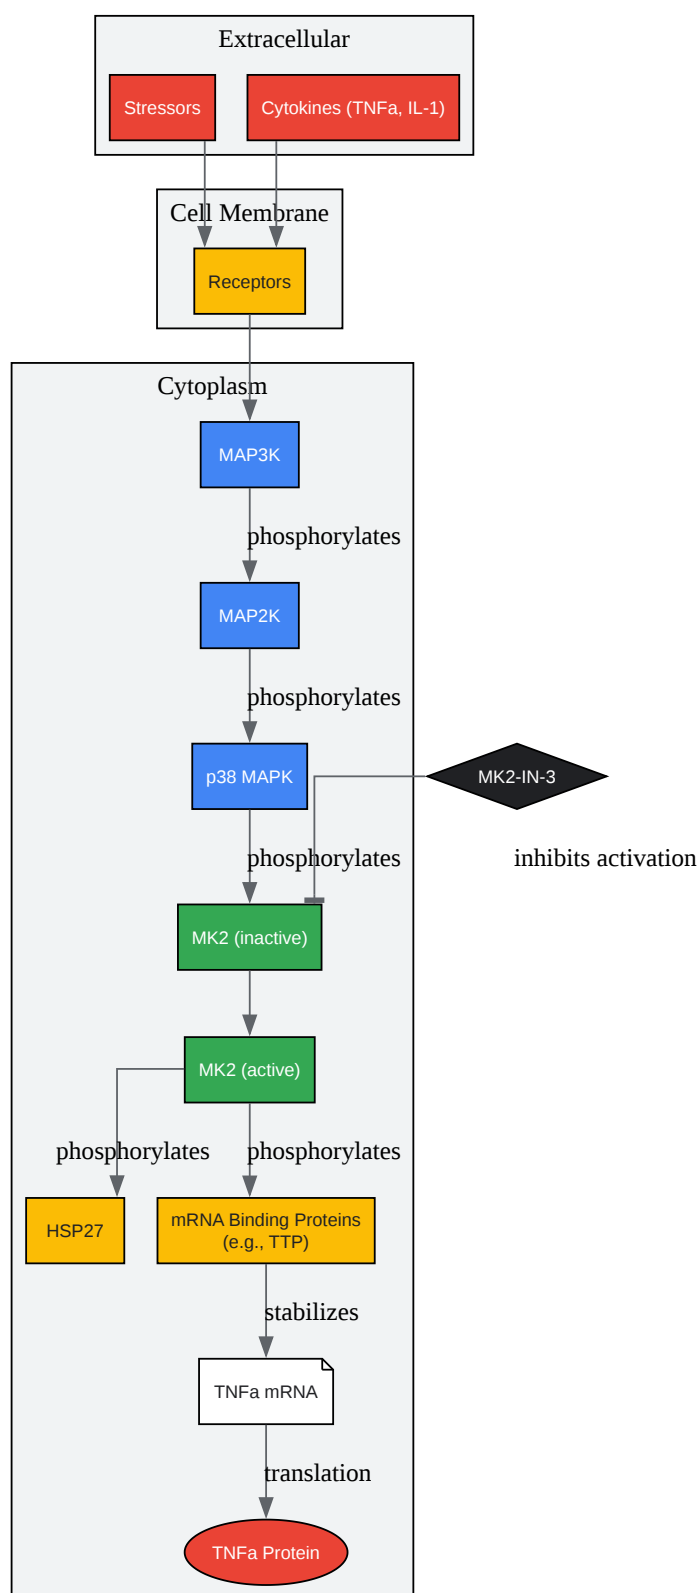 Extracellular
Stressors
Cytokines (TNFa, IL-1)
Cell Membrane
Receptors
Cytoplasm
MAP3K
phosphorylates
MAP2K
phosphorylates
p38 MAPK
MK2-IN-3
phosphorylates
inhibits activation
MK2 (inactive)
MK2 (active)
phosphorylates
phosphorylates
HSP27
mRNA Binding Proteins
(e.g., TTP)
stabilizes
TNFa mRNA
translation
TNFa Protein